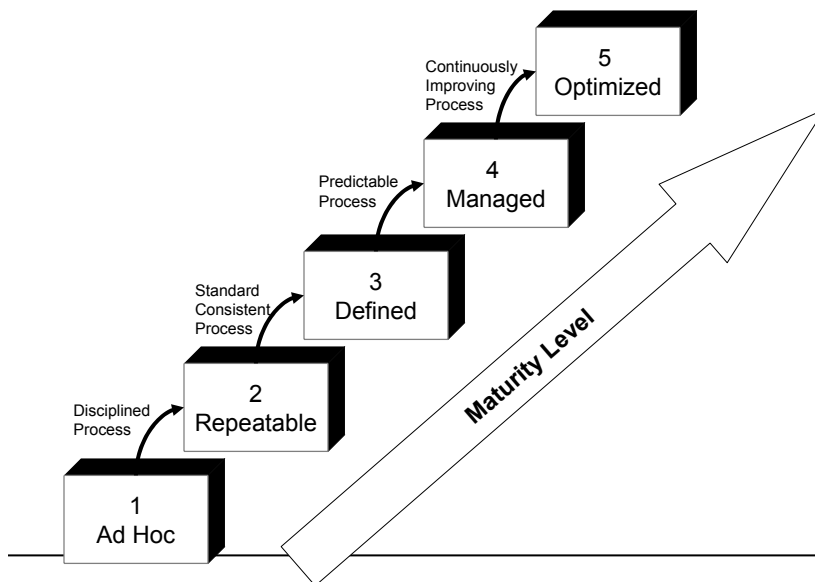 5
Optimized
Continuously
Improving
Process
4
Managed
Predictable
Process
3
Defined
Standard
Consistent
Process
2
Repeatable
Disciplined
Process
1
Ad Hoc
Maturity Level